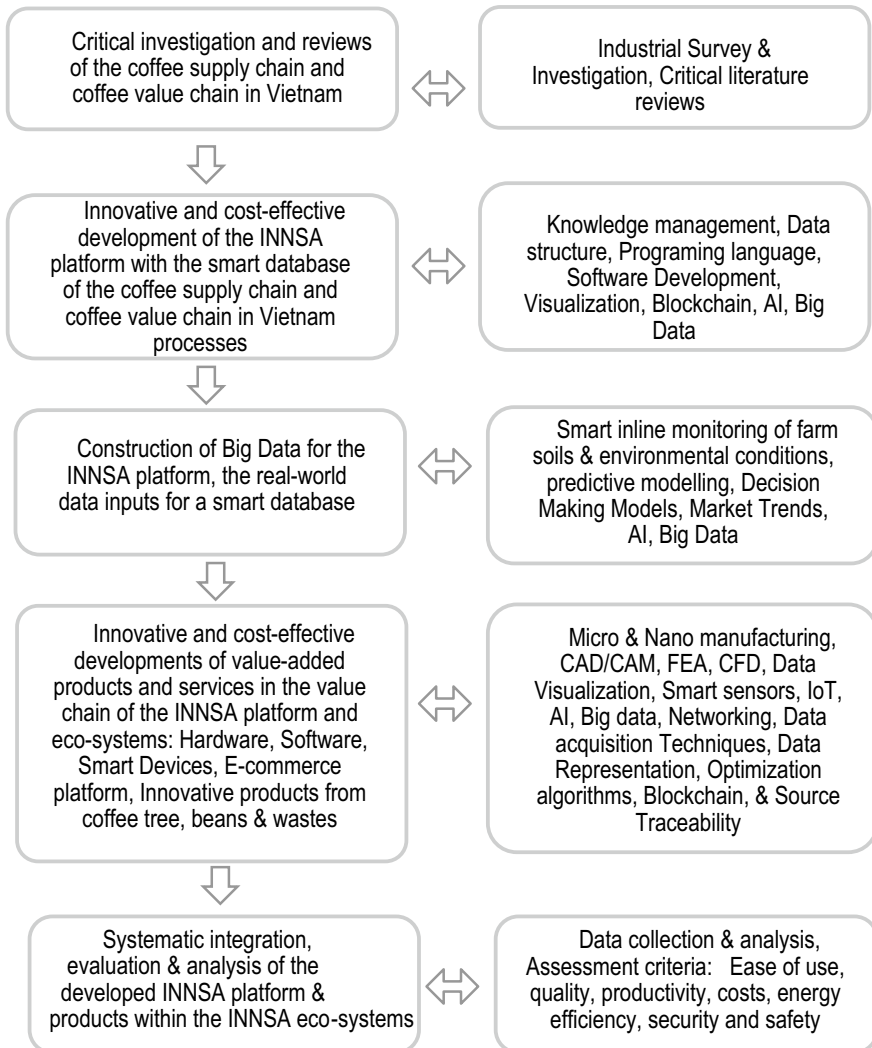 Critical investigation and reviews
of the coffee supply chain and
coffee value chain in Vietnam
Industrial Survey &
Investigation, Critical literature
reviews
Innovative and cost-effective
development of the INNSA
platform with the smart database
of the coffee supply chain and
coffee value chain in Vietnam
processes
Knowledge management, Data
structure, Programing language,
Software Development,
Visualization, Blockchain, AI, Big
Data
Construction of Big Data for the
INNSA platform, the real-world
data inputs for a smart database
Smart inline monitoring of farm
soils & environmental conditions,
predictive modelling, Decision
Making Models, Market Trends,
AI, Big Data
Innovative and cost-effective
developments of value-added
products and services in the value
chain of the INNSA platform and
eco-systems: Hardware, Software,
Smart Devices, E-commerce
platform, Innovative products from
coffee tree, beans & wastes
Micro & Nano manufacturing,
CAD/CAM, FEA, CFD, Data
Visualization, Smart sensors, IoT,
AI, Big data, Networking, Data
acquisition Techniques, Data
Representation, Optimization
algorithms, Blockchain, & Source
Traceability
Systematic integration,
evaluation & analysis of the
developed INNSA platform &
products within the INNSA eco-systems
Data collection & analysis,
Assessment criteria: Ease of use,
quality, productivity, costs, energy
efficiency, security and safety